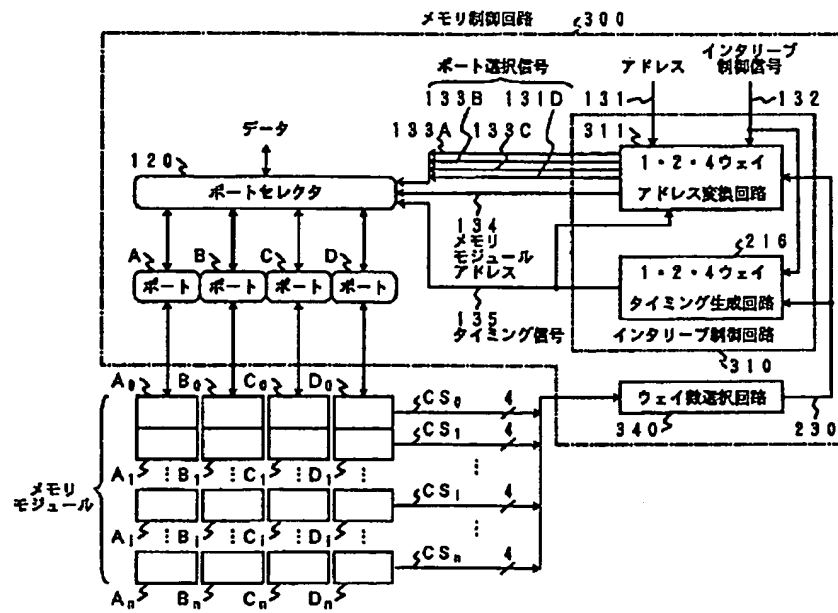 メモリ制御回路
300
ポート選択信号
133B 131D
133A 133C
アドレス
131
インタリーブ
制御信号
132
311
データ
120
ポートセレクタ
1・2・4ウェイ
アドレス変換回路
134
メモリ
モジュール
アドレス
216
1・2・4ウェイ
タイミング生成回路
135
タイミング信号
インタリーブ制御回路
310
A B C D
ポート ポート ポート ポート
ウェイ数選択回路
340
230
A₀ B₀ C₀ D₀
CS₀ 4
CS₁ 4
A₁ ⋮ B₁ ⋮ C₁ ⋮ D₁ ⋮
⋮
メモリ
モジュール
CSᵢ 4
Aᵢ ⋮ Bᵢ ⋮ Cᵢ ⋮ Dᵢ ⋮
⋮
CSₙ 4
Aₙ Bₙ Cₙ Dₙ